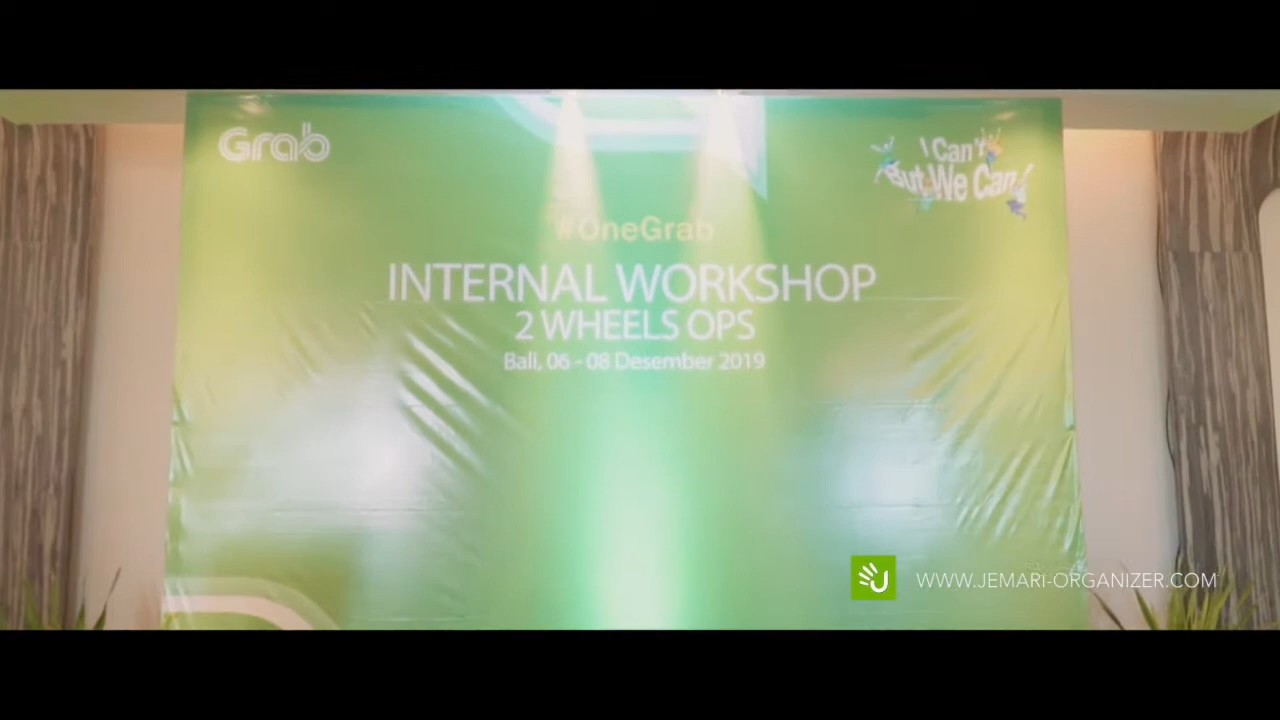 Grab
I Can't
But We Can!
#OneGrab
INTERNAL WORKSHOP
2 WHEELS OPS
Bali, 06 - 08 Desember 2019
WWW.JEMARI-ORGANIZER.COM